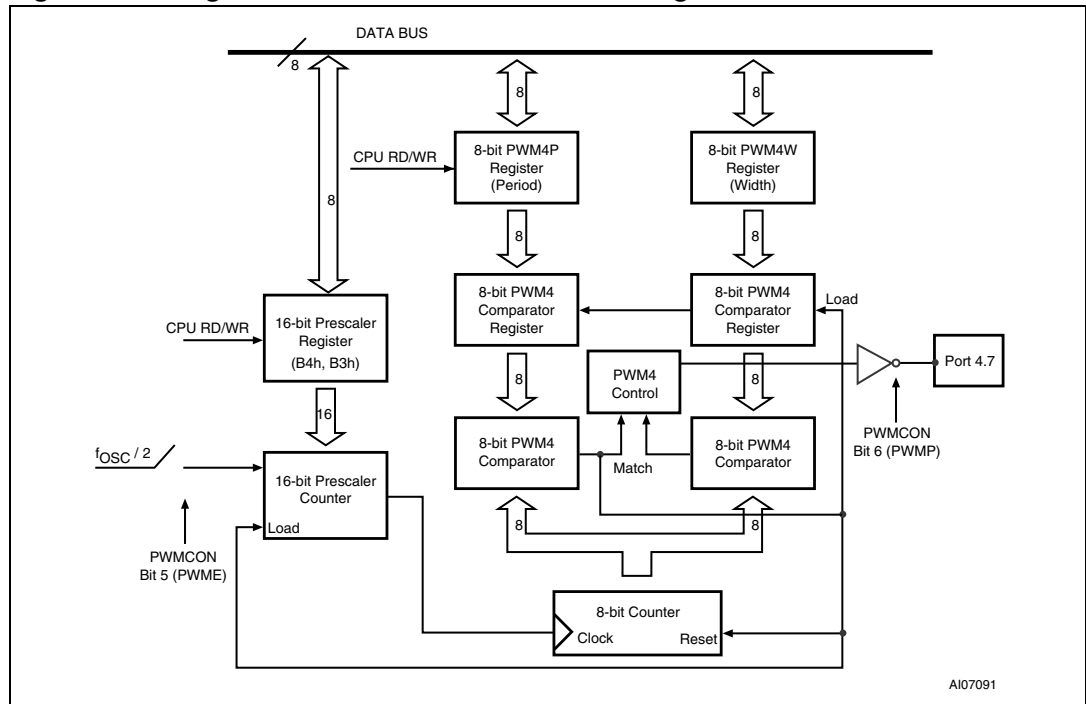 DATA BUS
8
8
8
CPU RD/WR
8-bit PWM4P
Register
(Period)
8-bit PWM4W
Register
(Width)
8
8
8
CPU RD/WR
16-bit Prescaler
Register
(B4h, B3h)
8-bit PWM4
Comparator
Register
8-bit PWM4
Comparator
Register
Load
8
PWM4
Control
8
Port 4.7
16
PWMCON
Bit 6 (PWMP)
8-bit PWM4
Comparator
Match
8-bit PWM4
Comparator
fOSC / 2
16-bit Prescaler
Counter
Load
8
8
PWMCON
Bit 5 (PWME)
8-bit Counter
Clock
Reset
AI07091